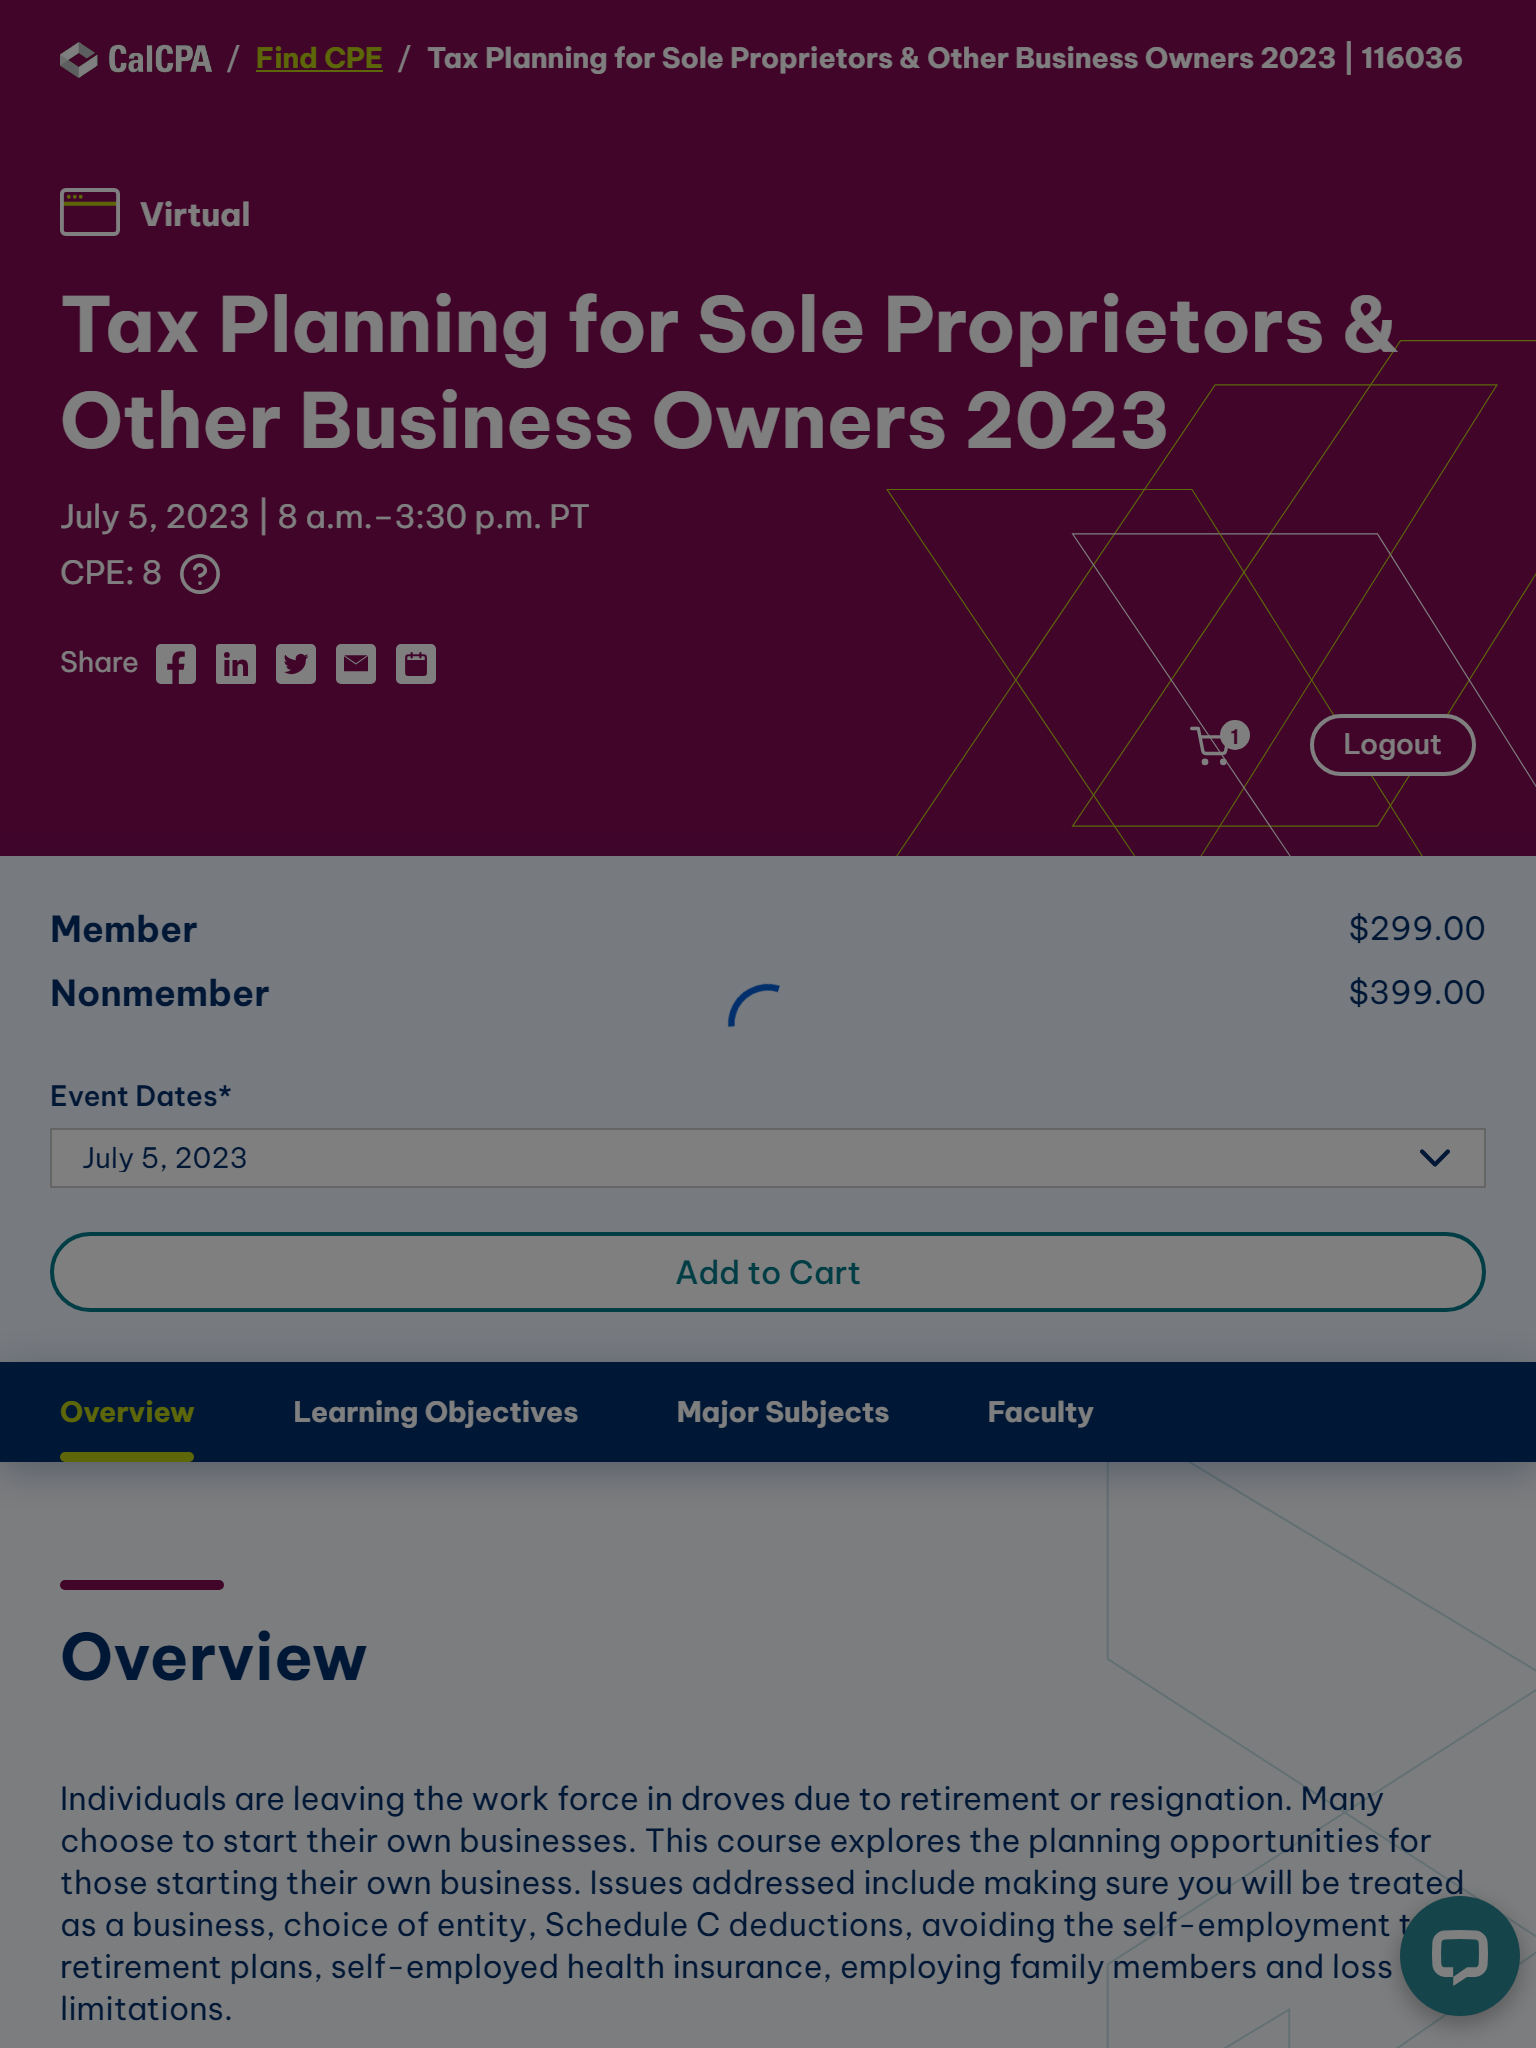 CalCPA / Find CPE / Tax Planning for Sole Proprietors & Other Business Owners 2023 | 116036
Virtual
Tax Planning for Sole Proprietors &
Other Business Owners 2023
July 5, 2023 | 8 a.m.–3:30 p.m. PT
CPE: 8 ?
Share
1
Logout
Member $299.00
Nonmember $399.00
Event Dates*
July 5, 2023
Add to Cart
Overview Learning Objectives Major Subjects Faculty
Overview
Individuals are leaving the work force in droves due to retirement or resignation. Many
choose to start their own businesses. This course explores the planning opportunities for
those starting their own business. Issues addressed include making sure you will be treated
as a business, choice of entity, Schedule C deductions, avoiding the self-employment
retirement plans, self-employed health insurance, employing family members and loss
limitations.